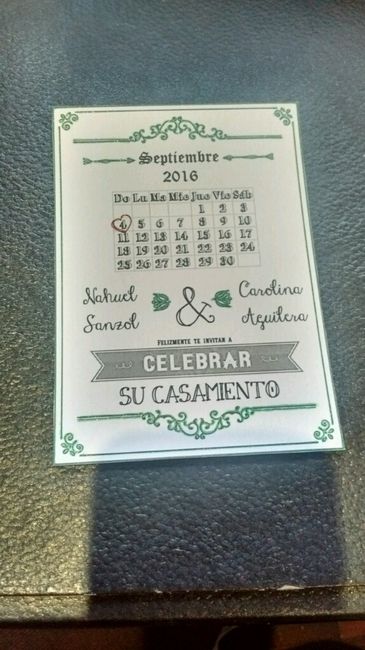 Septiembre
2016
Do Lu Ma Mie Jue Vie Sáb
1 2 3
4 5 6 7 8 9 10
11 12 13 14 15 16 17
18 19 20 21 22 23 24
25 26 27 28 29 30
Nahuel Sanzol & Carolina Aguilera
FELIZMENTE TE INVITAN A
CELEBRAR
SU CASAMIENTO